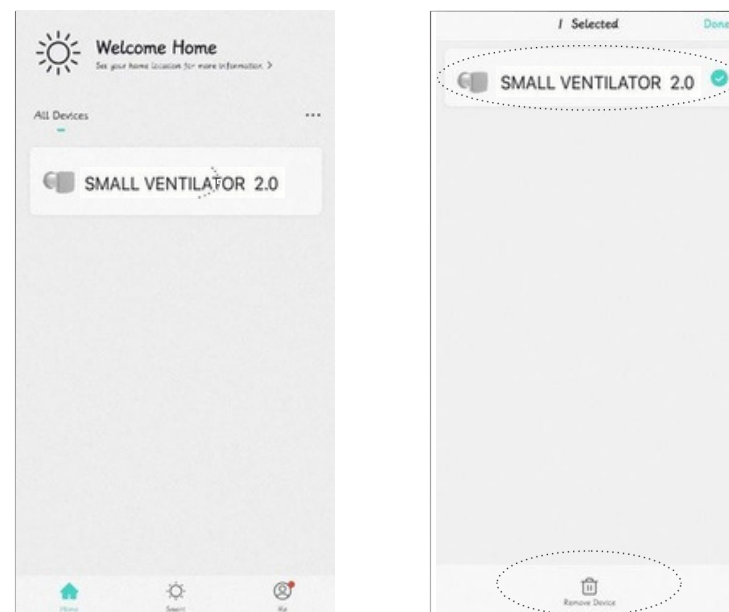 Welcome Home
Set your home location for more information >
All Devices
...
SMALL VENTILATOR 2.0
Home
Smart
Me
1 Selected
Done
SMALL VENTILATOR 2.0
Remove Device